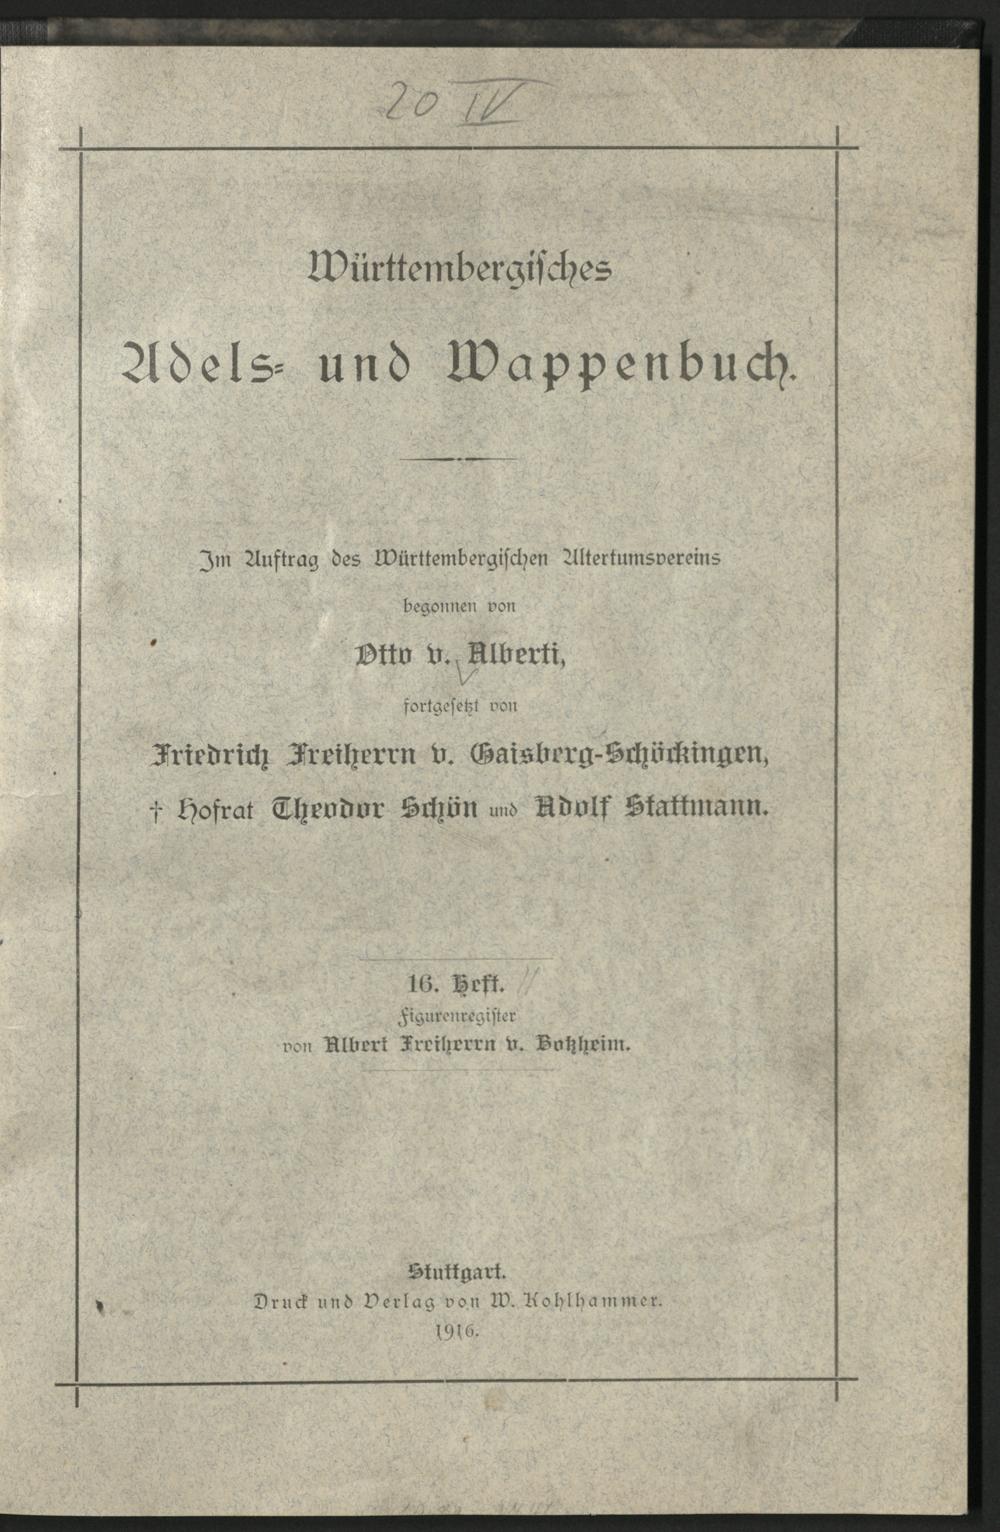 20 IV
Württembergisches
Adels- und Wappenbuch.
Im Auftrag des Württembergischen Altertumsvereins
begonnen von
Otto v. Alberti,
fortgesetzt von
Friedrich Freiherrn v. Gaisberg-Schöckingen,
† Hofrat Theodor Schön und Adolf Stattmann.
16. Heft.
Figurenregister
von Albert Freiherrn v. Botzheim.
Stuttgart.
Druck und Verlag von W. Kohlhammer.
1916.